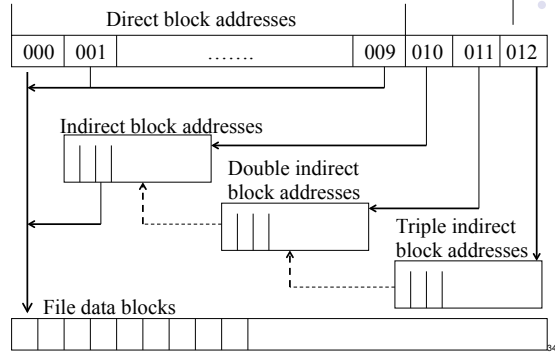 Direct block addresses
000 001 ....... 009 010 011 012
Indirect block addresses
Double indirect
block addresses
Triple indirect
block addresses
File data blocks
34